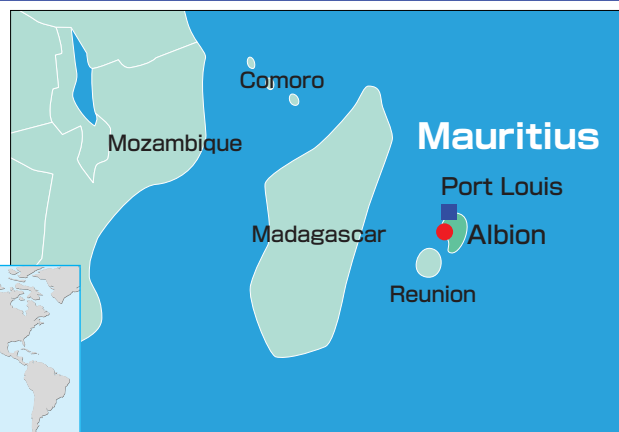 Comoro
Mauritius
Mozambique
Port Louis
Madagascar
Albion
Reunion